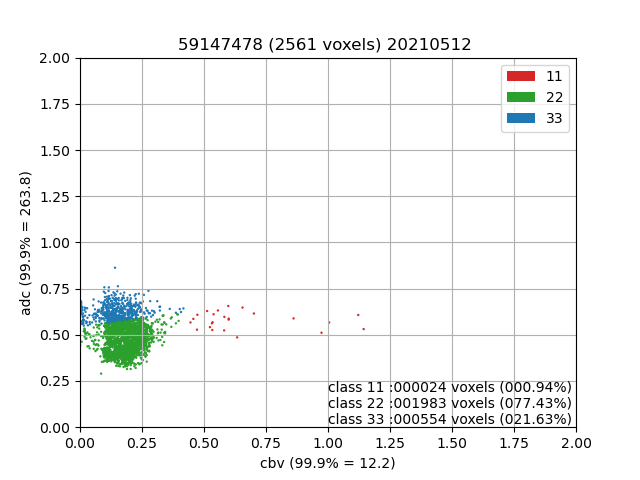 59147478 (2561 voxels) 20210512
2.00
1.75
1.50
1.25
1.00
0.75
0.50
0.25
0.00
adc (99.9% = 263.8)
11
22
33
class 11 :000024 voxels (000.94%)
class 22 :001983 voxels (077.43%)
class 33 :000554 voxels (021.63%)
0.00 0.25 0.50 0.75 1.00 1.25 1.50 1.75 2.00
cbv (99.9% = 12.2)